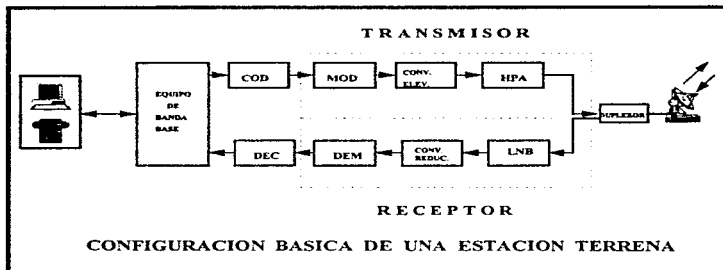 TRANSMISOR
COD
MOD
CONV.
ELEV.
HPA
EQUIPO
DE
BANDA
BASE
DUPLEXOR
DEC
DEM
CONV.
REDUC.
LNB
RECEPTOR
CONFIGURACION BASICA DE UNA ESTACION TERRENA